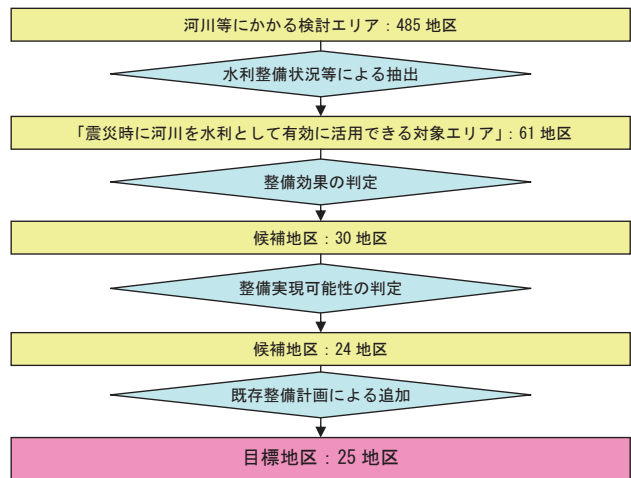 河川等にかかる検討エリア：485 地区
水利整備状況等による抽出
「震災時に河川を水利として有効に活用できる対象エリア」：61 地区
整備効果の判定
候補地区：30 地区
整備実現可能性の判定
候補地区：24 地区
既存整備計画による追加
目標地区：25 地区